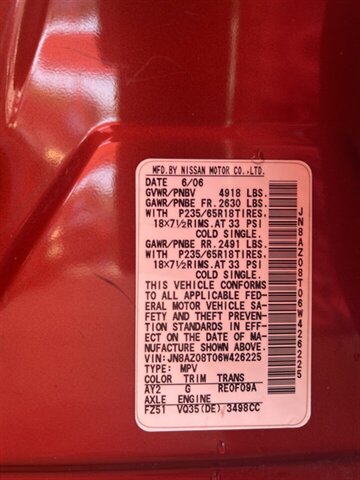 MFD.BY NISSAN MOTOR CO.,LTD.
DATE 6/06
GVWR/PNBV 4918 LBS.
GAWR/PNBE FR. 2630 LBS.
WITH P235/65R18TIRES.
18×7½RIMS.AT 33 PSI
COLD SINGLE.
GAWR/PNBE RR. 2491 LBS.
WITH P235/65R18TIRES.
18×7½RIMS.AT 33 PSI
COLD SINGLE.
THIS VEHICLE CONFORMS
TO ALL APPLICABLE FED-
ERAL MOTOR VEHICLE SA-
FETY AND THEFT PREVEN-
TION STANDARDS IN EFF-
ECT ON THE DATE OF MA-
NUFACTURE SHOWN ABOVE.
VIN:JN8AZ08T06W426225
TYPE: MPV
COLOR TRIM TRANS
AY2 G RE0F09A
AXLE ENGINE
FZ51 VQ35(DE) 3498CC
JN8AZ08T06W426225